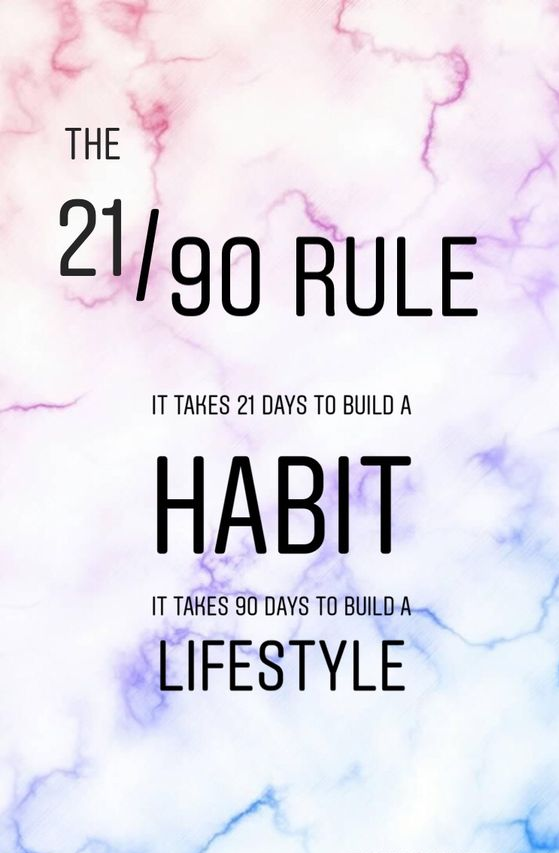 THE
21/90 RULE
IT TAKES 21 DAYS TO BUILD A
HABIT
IT TAKES 90 DAYS TO BUILD A
LIFESTYLE